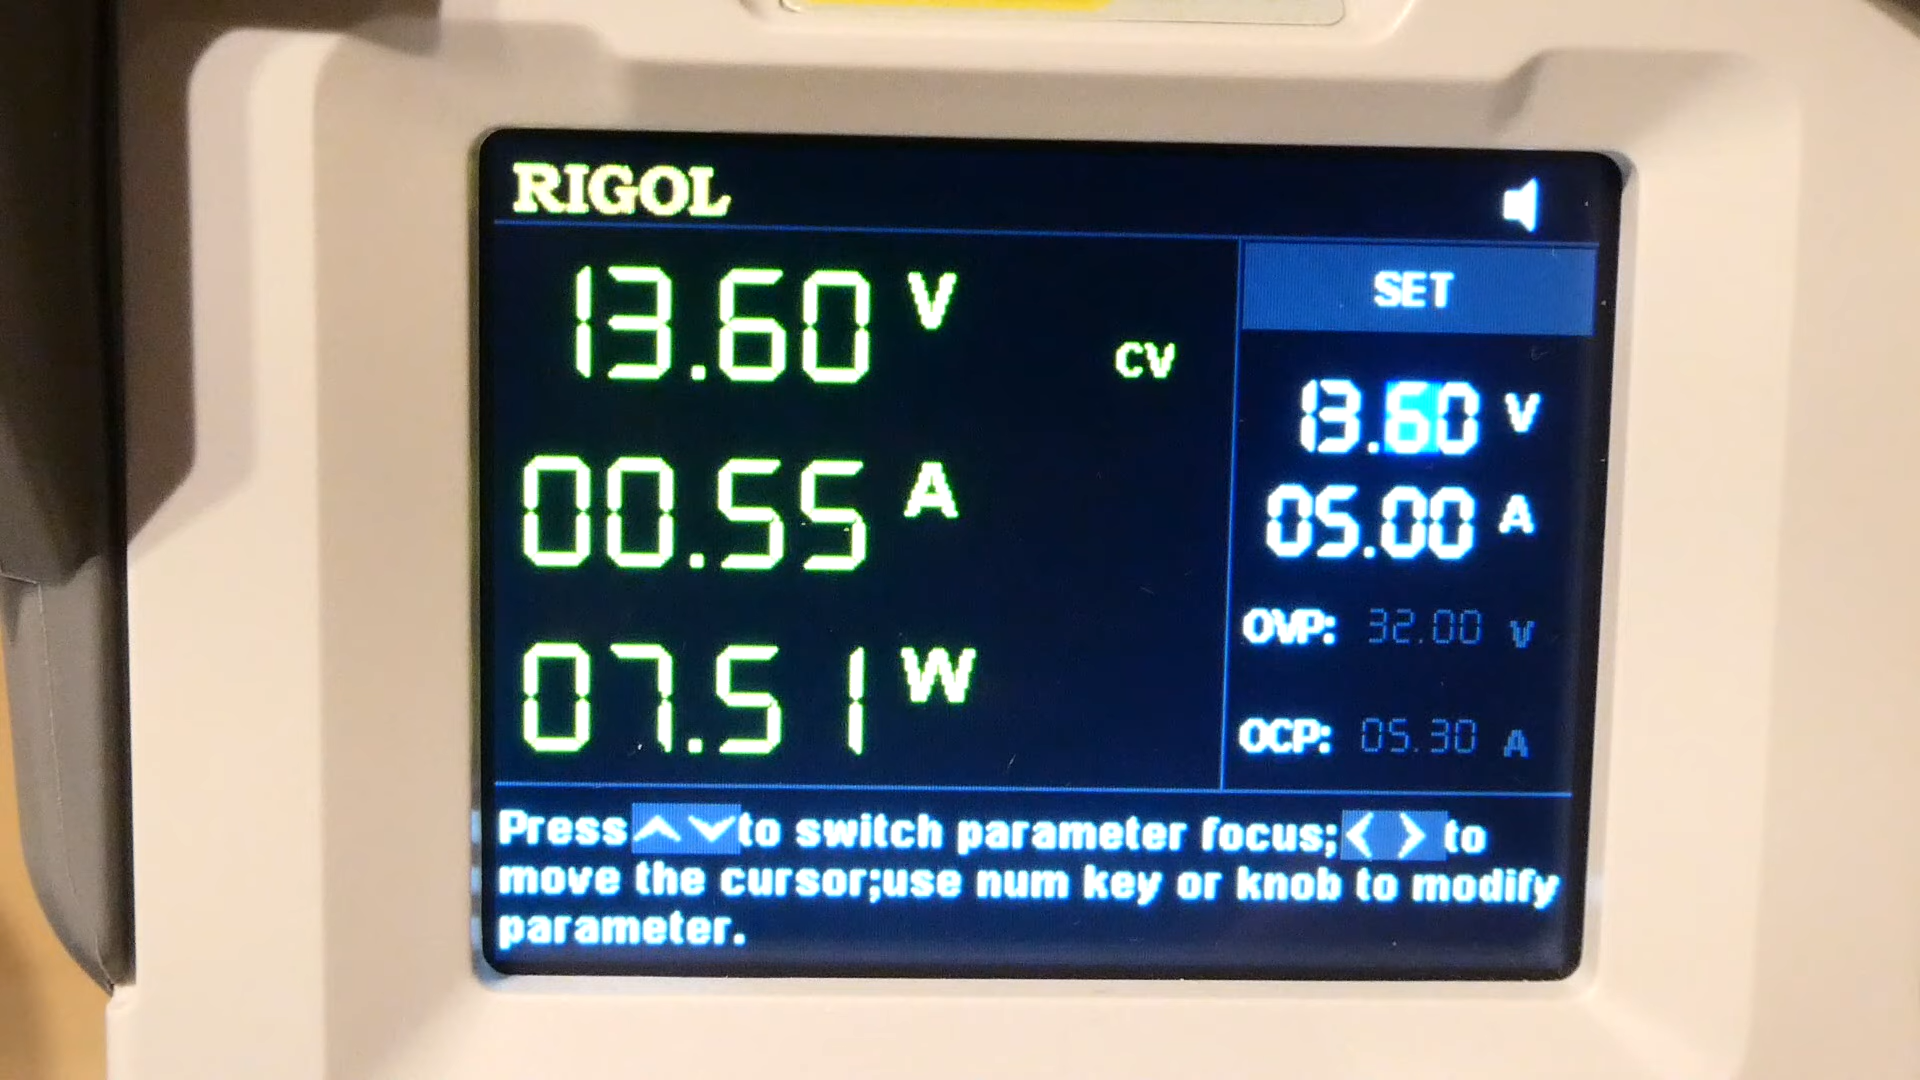 RIGOL
13.60 V
CV
00.55 A
07.51 W
SET
13.60 V
05.00 A
OVP: 32.00 V
OCP: 05.30 A
Press to switch parameter focus; to
move the cursor;use num key or knob to modify
parameter.